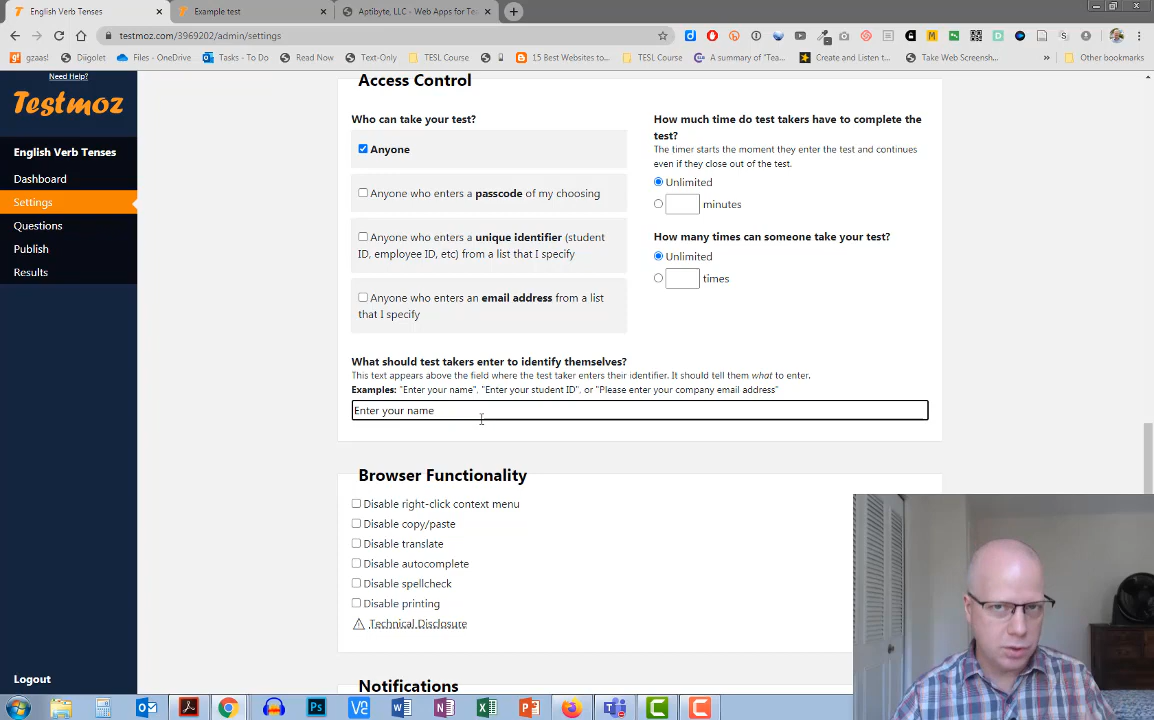 English Verb Tenses
Example test
Aptibyte, LLC - Web Apps for Te
testmoz.com/3969202/admin/settings
gzaas!
Diigolet
Files - OneDrive
Tasks - To Do
Read Now
Text-Only
TESL Course
15 Best Websites to...
TESL Course
A summary of "Tea...
Create and Listen t...
Take Web Screensh...
Other bookmarks
Need Help?
Testmoz
English Verb Tenses
Dashboard
Settings
Questions
Publish
Results
Logout
Access Control
Who can take your test?
Anyone
Anyone who enters a passcode of my choosing
Anyone who enters a unique identifier (student
ID, employee ID, etc) from a list that I specify
Anyone who enters an email address from a list
that I specify
How much time do test takers have to complete the
test?
The timer starts the moment they enter the test and continues
even if they close out of the test.
Unlimited
minutes
How many times can someone take your test?
Unlimited
times
What should test takers enter to identify themselves?
This text appears above the field where the test taker enters their identifier. It should tell them what to enter.
Examples: "Enter your name", "Enter your student ID", or "Please enter your company email address"
Enter your name
Browser Functionality
Disable right-click context menu
Disable copy/paste
Disable translate
Disable autocomplete
Disable spellcheck
Disable printing
Technical Disclosure
Notifications